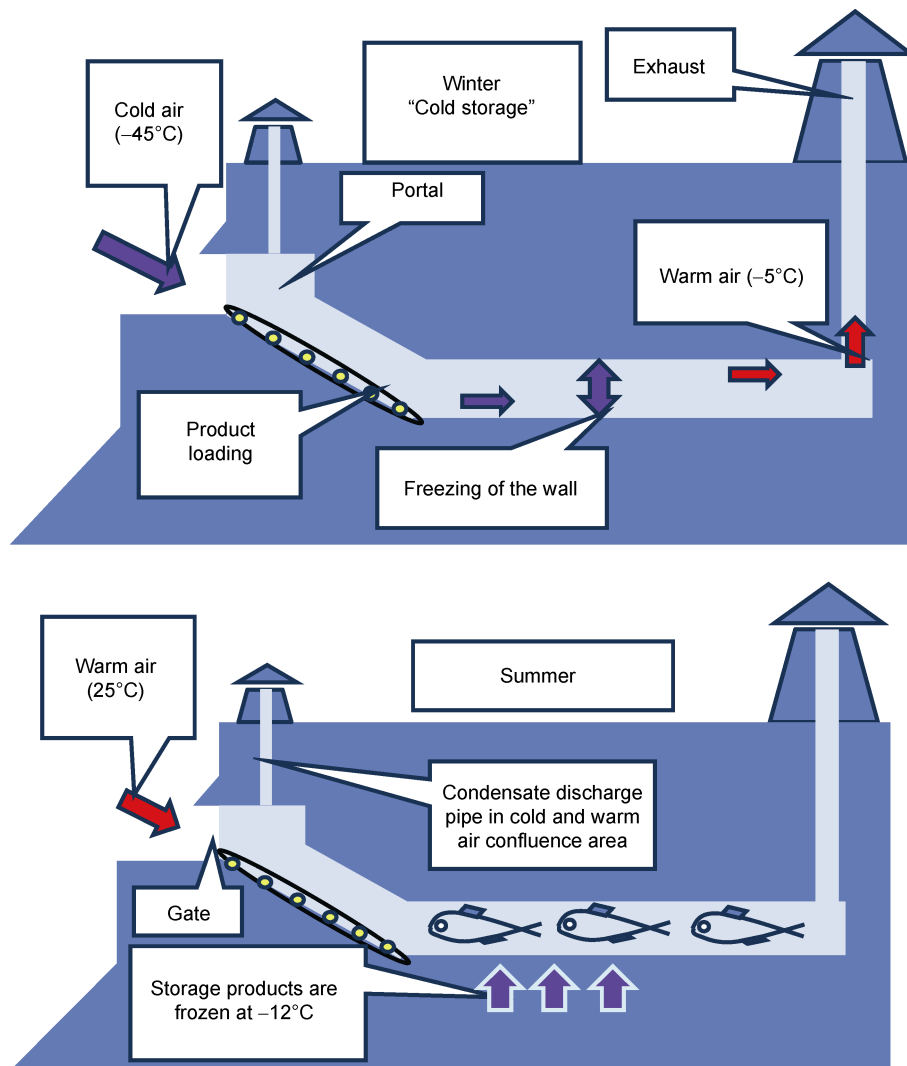 Cold air
(–45°C)
Winter
“Cold storage”
Exhaust
Portal
Warm air (–5°C)
Product
loading
Freezing of the wall
Warm air
(25°C)
Summer
Condensate discharge
pipe in cold and warm
air confluence area
Gate
Storage products are
frozen at –12°C